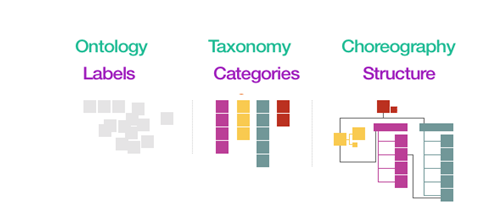 Ontology
Labels
Taxonomy
Categories
Choreography
Structure